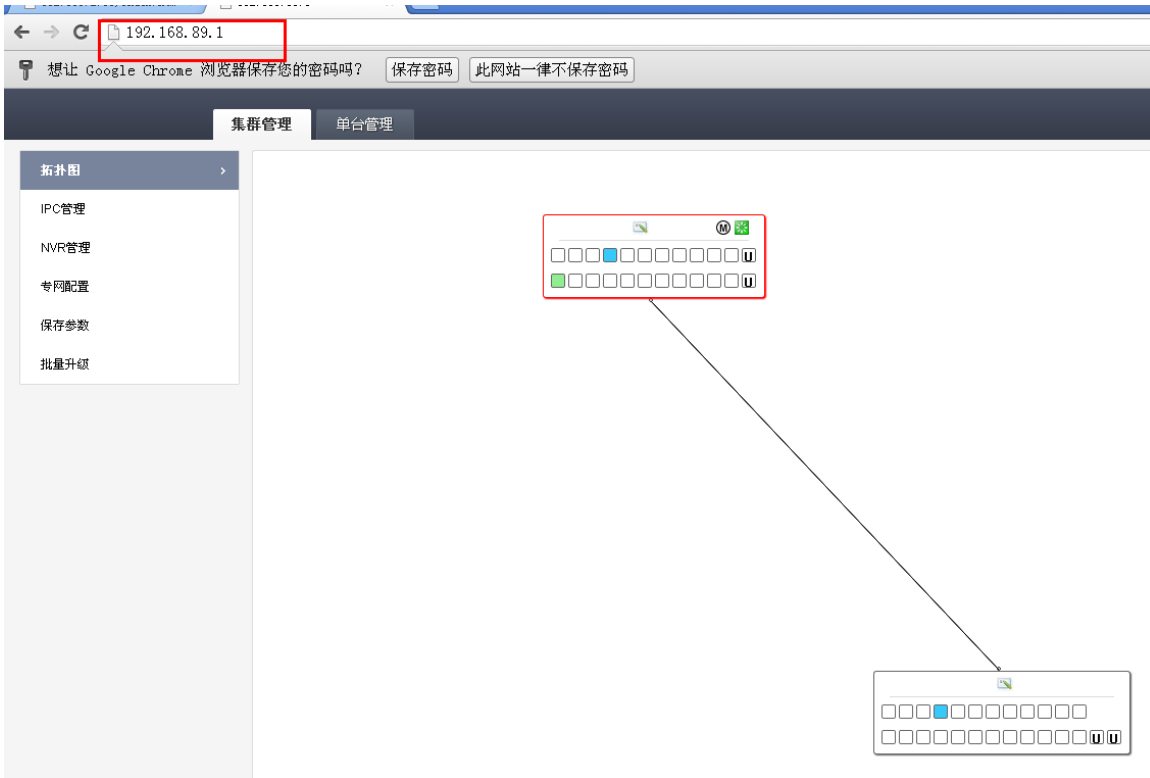 192.168.89.1
想让 Google Chrome 浏览器保存您的密码吗? 保存密码 此网站一律不保存密码
集群管理 单台管理
拓扑图
IPC管理
NVR管理
专网配置
保存参数
批量升级
M
U
U
U U